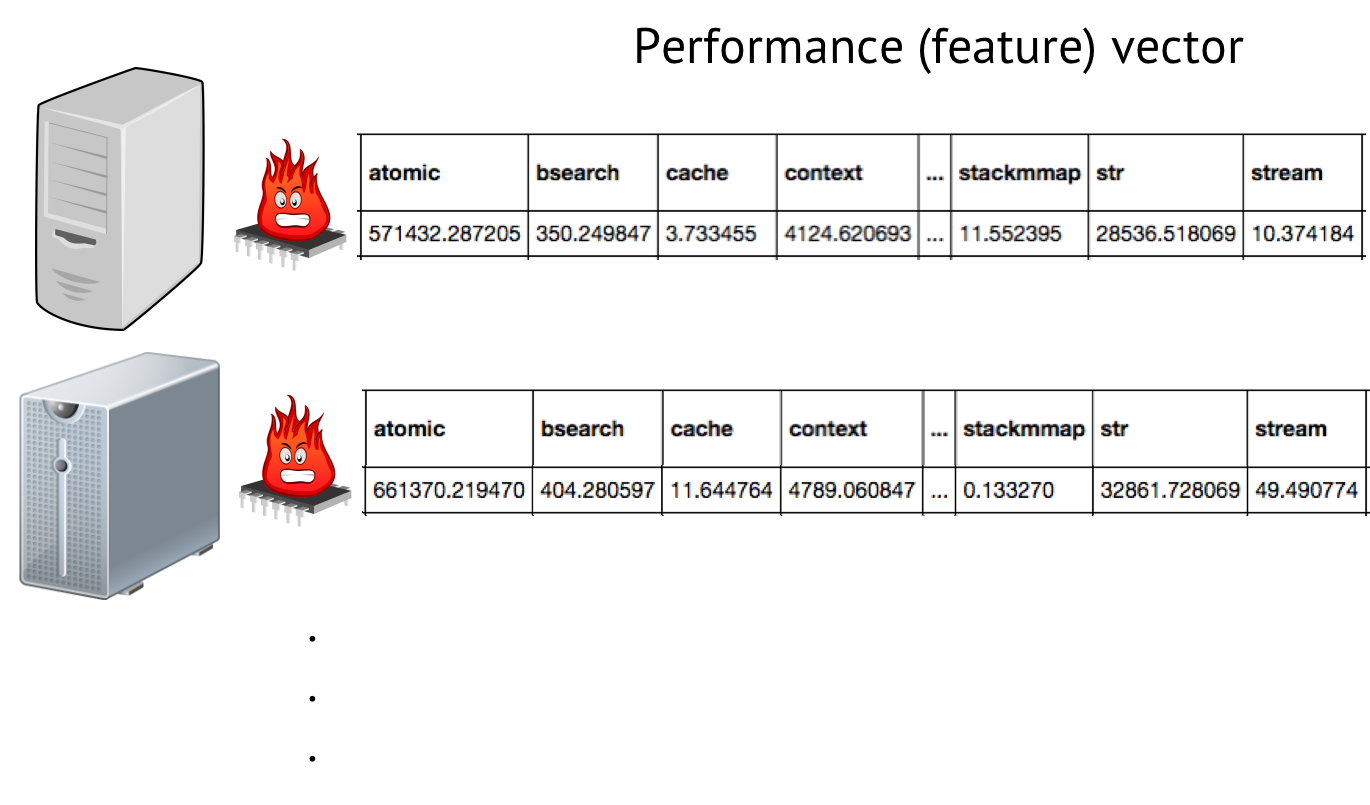 Performance (feature) vector
atomic bsearch cache context ... stackmmap str stream
571432.287205 350.249847 3.733455 4124.620693 ... 11.552395 28536.518069 10.374184
atomic bsearch cache context ... stackmmap str stream
661370.219470 404.280597 11.644764 4789.060847 ... 0.133270 32861.728069 49.490774
.
.
.